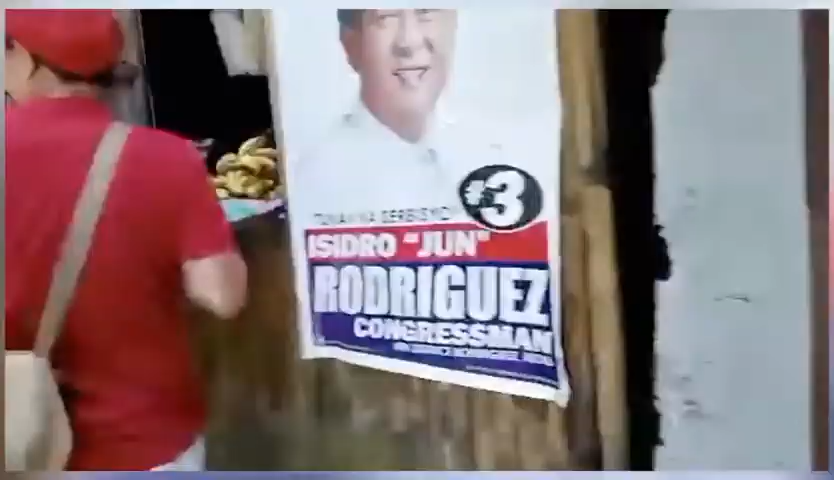 TUNAY NA SERBISYO!
#3
ISIDRO "JUN"
RODRIGUEZ
CONGRESSMAN